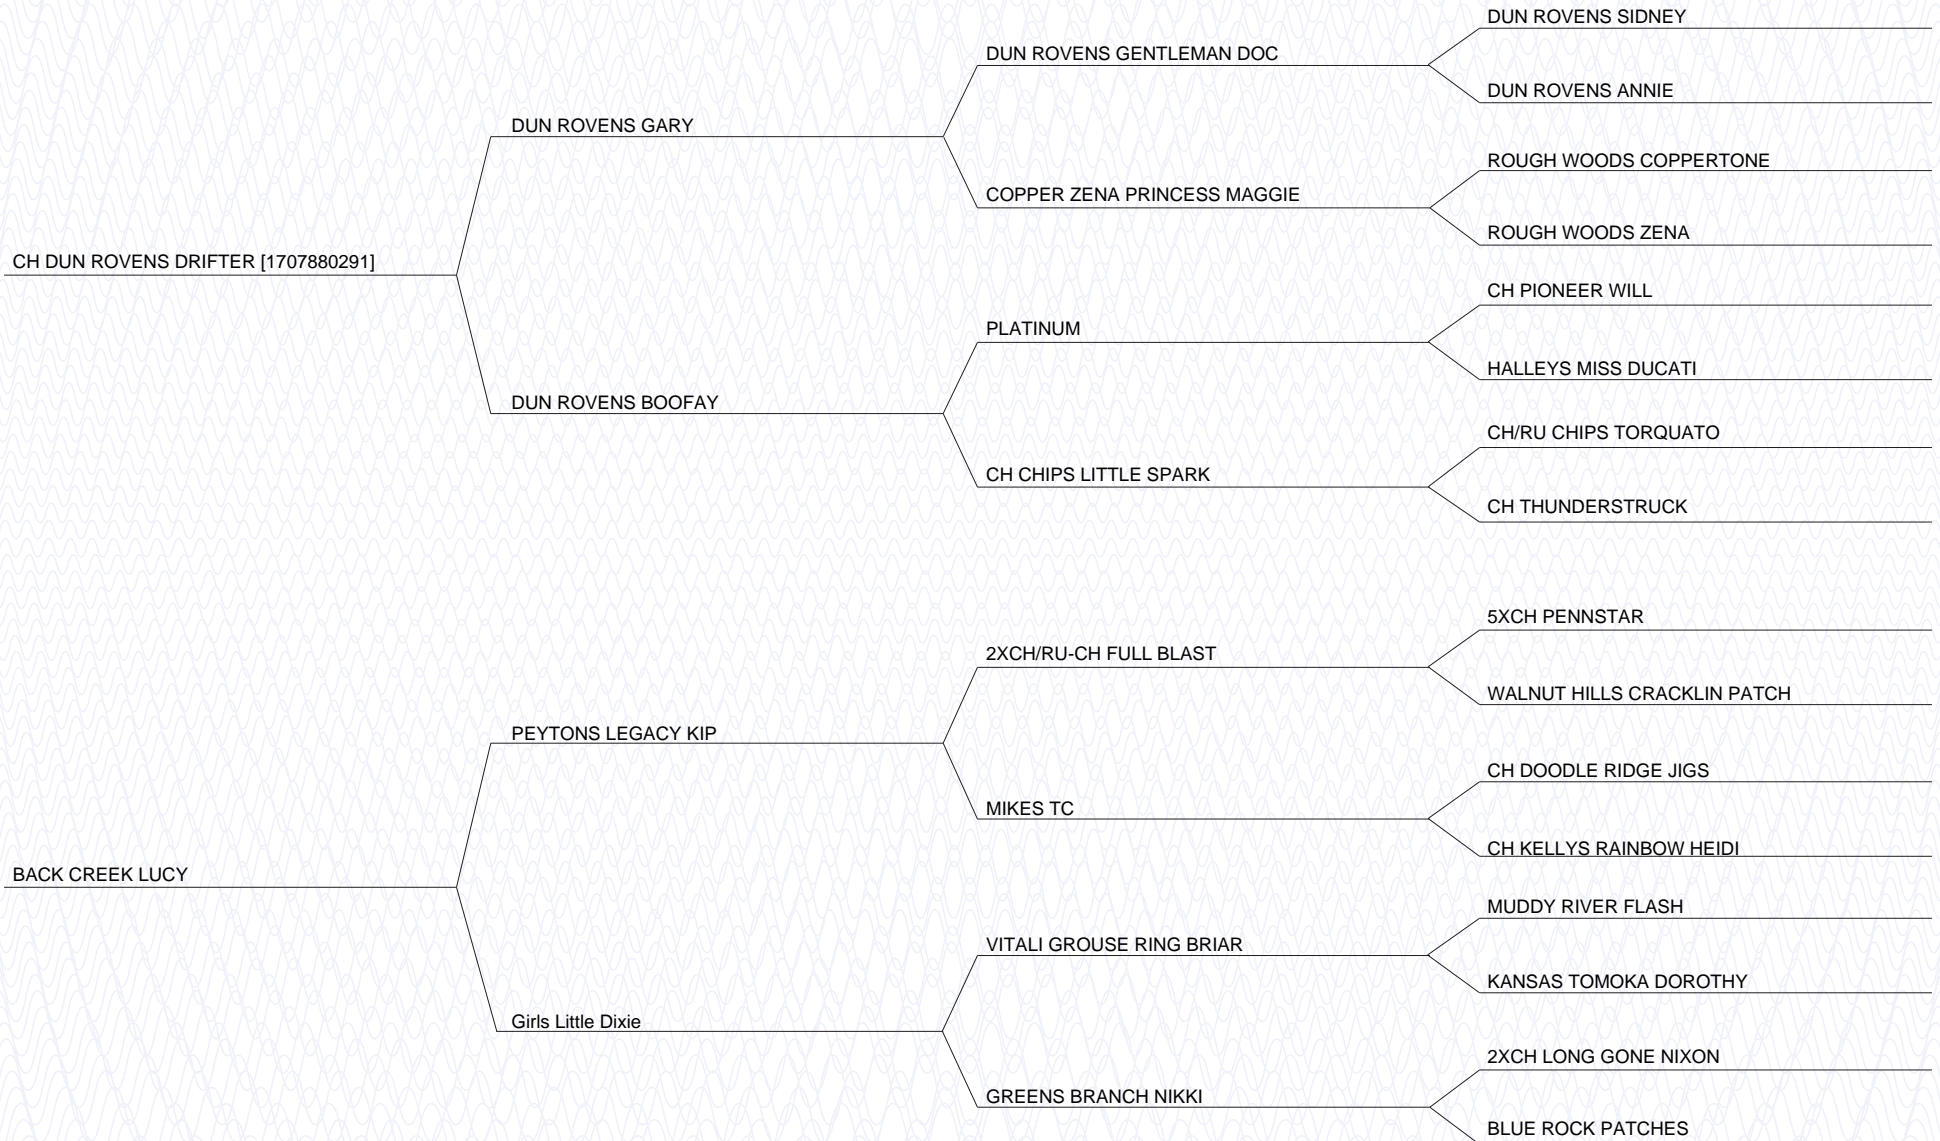 DUN ROVENS SIDNEY
DUN ROVENS GENTLEMAN DOC
DUN ROVENS ANNIE
DUN ROVENS GARY
ROUGH WOODS COPPERTONE
COPPER ZENA PRINCESS MAGGIE
ROUGH WOODS ZENA
CH DUN ROVENS DRIFTER [1707880291]
CH PIONEER WILL
PLATINUM
HALLEYS MISS DUCATI
DUN ROVENS BOOFAY
CH/RU CHIPS TORQUATO
CH CHIPS LITTLE SPARK
CH THUNDERSTRUCK
5XCH PENNSTAR
2XCH/RU-CH FULL BLAST
WALNUT HILLS CRACKLIN PATCH
PEYTONS LEGACY KIP
CH DOODLE RIDGE JIGS
MIKES TC
CH KELLYS RAINBOW HEIDI
BACK CREEK LUCY
MUDDY RIVER FLASH
VITALI GROUSE RING BRIAR
KANSAS TOMOKA DOROTHY
Girls Little Dixie
2XCH LONG GONE NIXON
GREENS BRANCH NIKKI
BLUE ROCK PATCHES